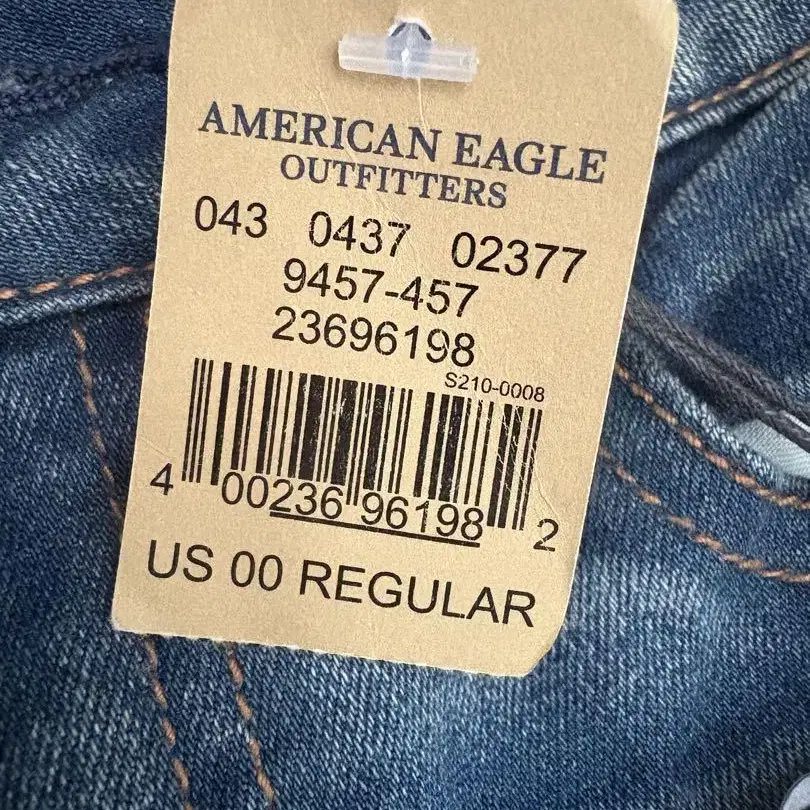 AMERICAN EAGLE
OUTFITTERS
043 0437 02377
9457-457
23696198
S210-0008
4 00236 96198 2
US 00 REGULAR